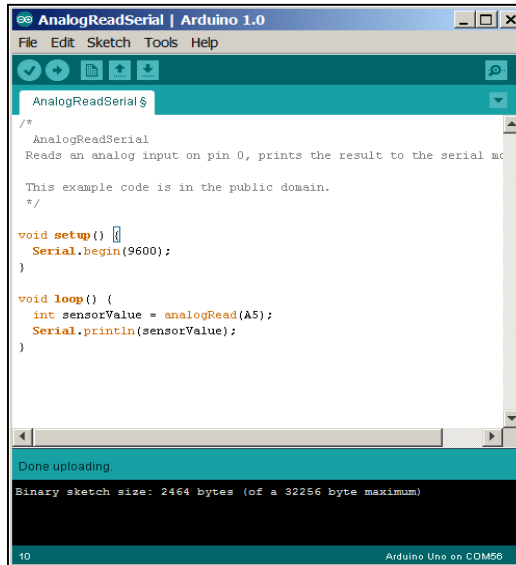 AnalogReadSerial | Arduino 1.0
File Edit Sketch Tools Help
AnalogReadSerial §
/*
  AnalogReadSerial
 Reads an analog input on pin 0, prints the result to the serial mo

 This example code is in the public domain.
 */

void setup() {
  Serial.begin(9600);
}

void loop() {
  int sensorValue = analogRead(A5);
  Serial.println(sensorValue);
}
Done uploading.
Binary sketch size: 2464 bytes (of a 32256 byte maximum)
10 Arduino Uno on COM56